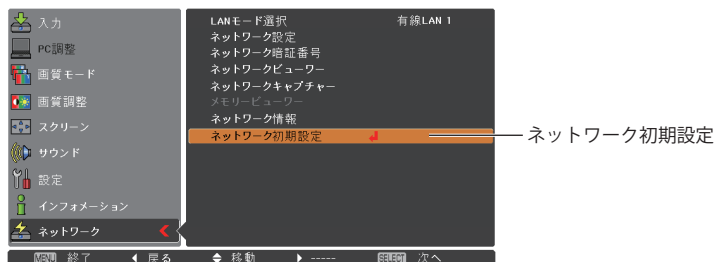 入力
PC調整
画質モード
画質調整
スクリーン
サウンド
設定
インフォメーション
ネットワーク
LANモード選択 有線LAN 1
ネットワーク設定
ネットワーク暗証番号
ネットワークビューワー
ネットワークキャプチャー
メモリービューワー
ネットワーク情報
ネットワーク初期設定
ネットワーク初期設定
MENU 終了 戻る 移動 ----- SELECT 次へ